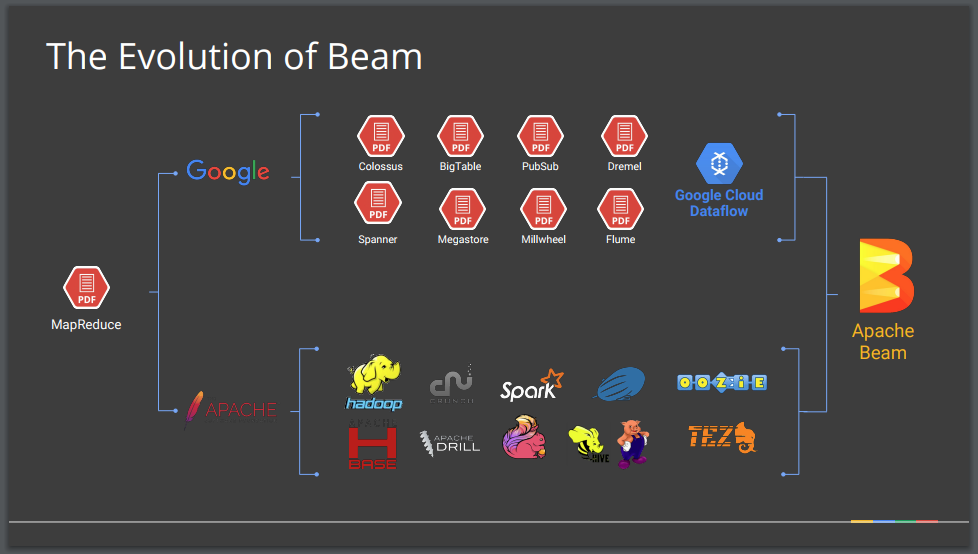 The Evolution of Beam
PDF PDF PDF PDF
Colossus BigTable PubSub Dremel
Google
Google Cloud
Dataflow
PDF PDF PDF PDF
Spanner Megastore Millwheel Flume
PDF
MapReduce
Apache
Beam
APACHE
hadoop CRUNCH Spark OOZIE
APACHE
HBASE
APACHE
DRILL
HIVE
TEZ